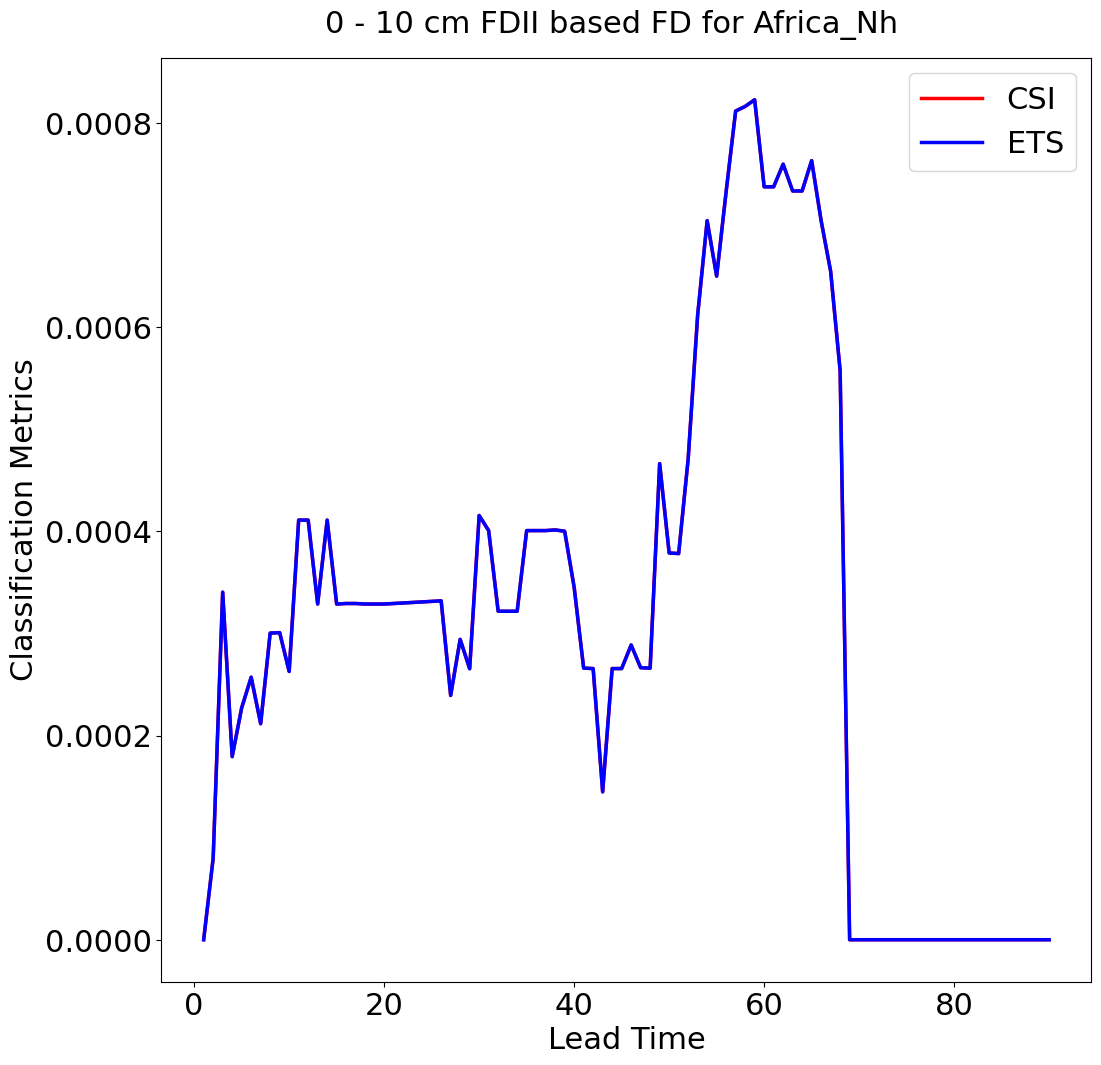 0 - 10 cm FDII based FD for Africa_Nh
CSI
ETS
0.0008
0.0006
0.0004
0.0002
0.0000
Classification Metrics
0 20 40 60 80
Lead Time